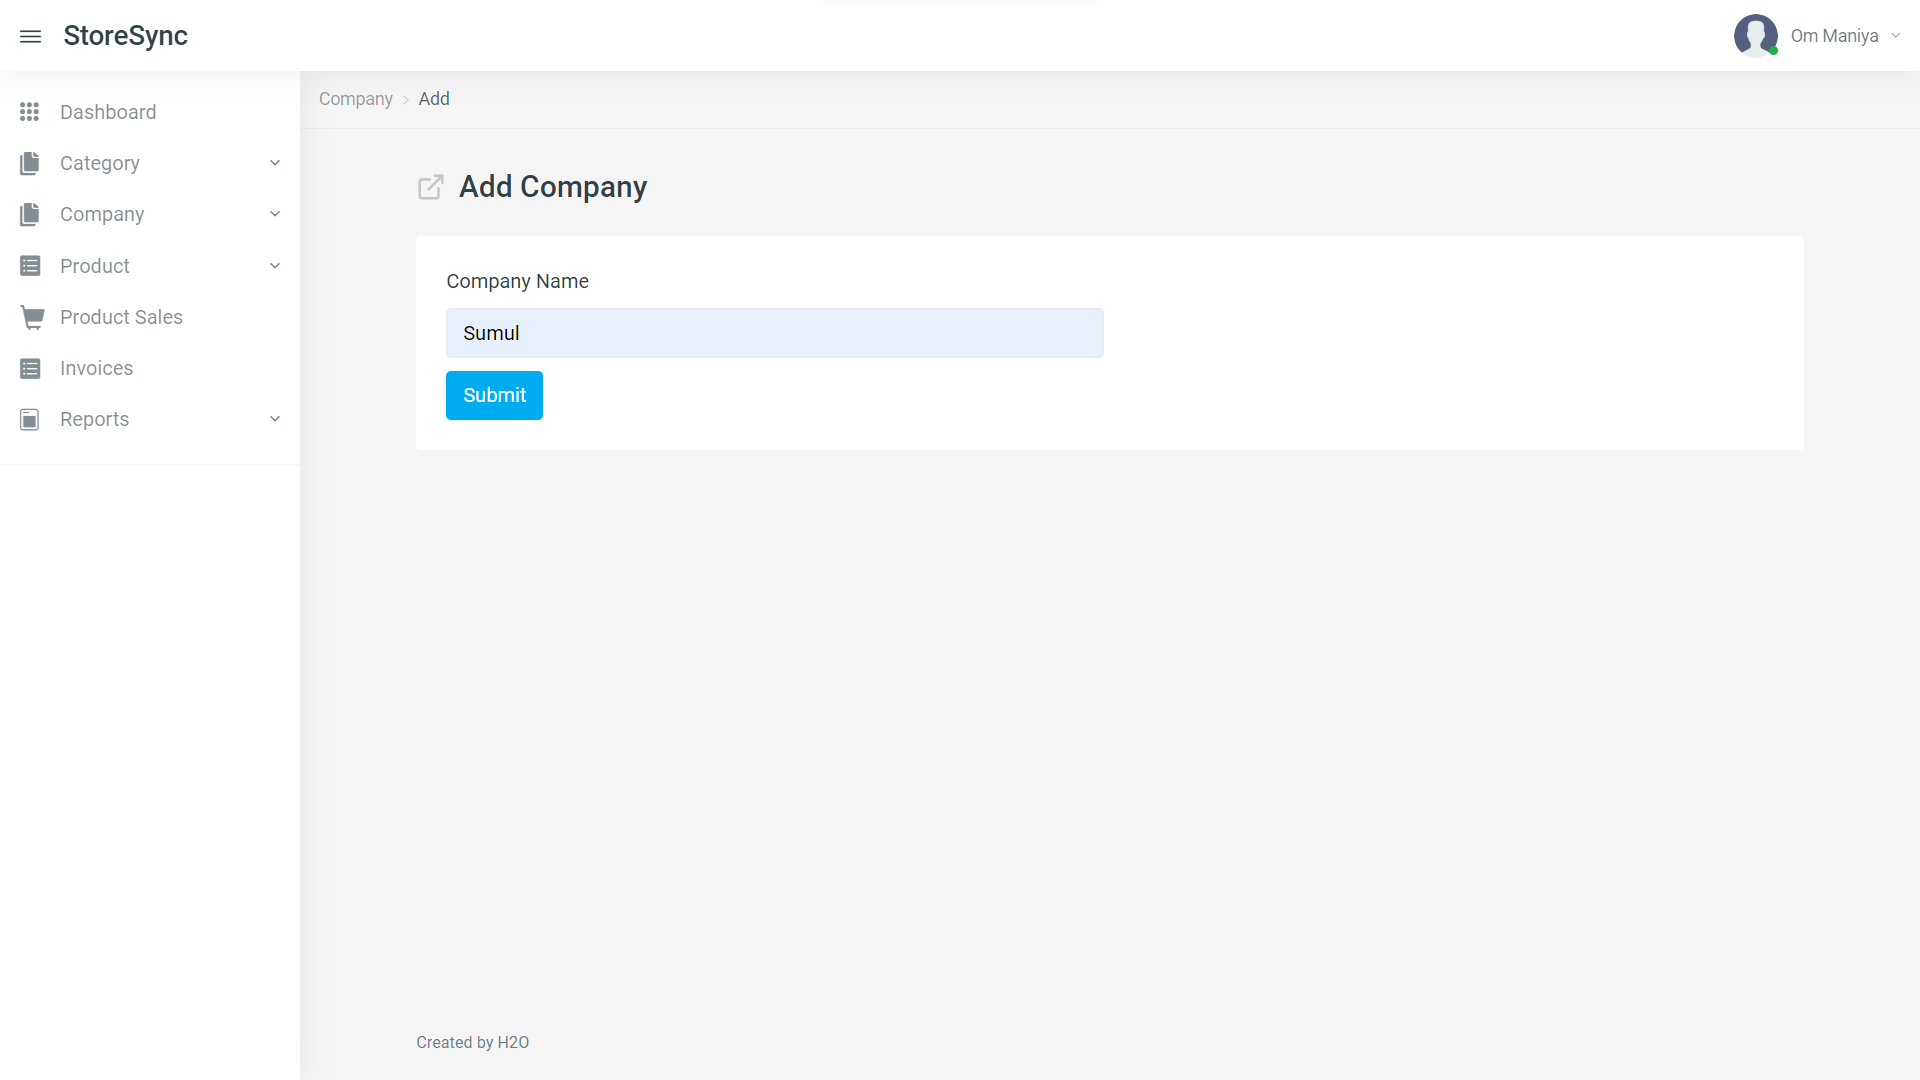 StoreSync
Om Maniya
Dashboard
Category
Company
Product
Product Sales
Invoices
Reports
Company > Add
Add Company
Company Name
Sumul
Submit
Created by H2O